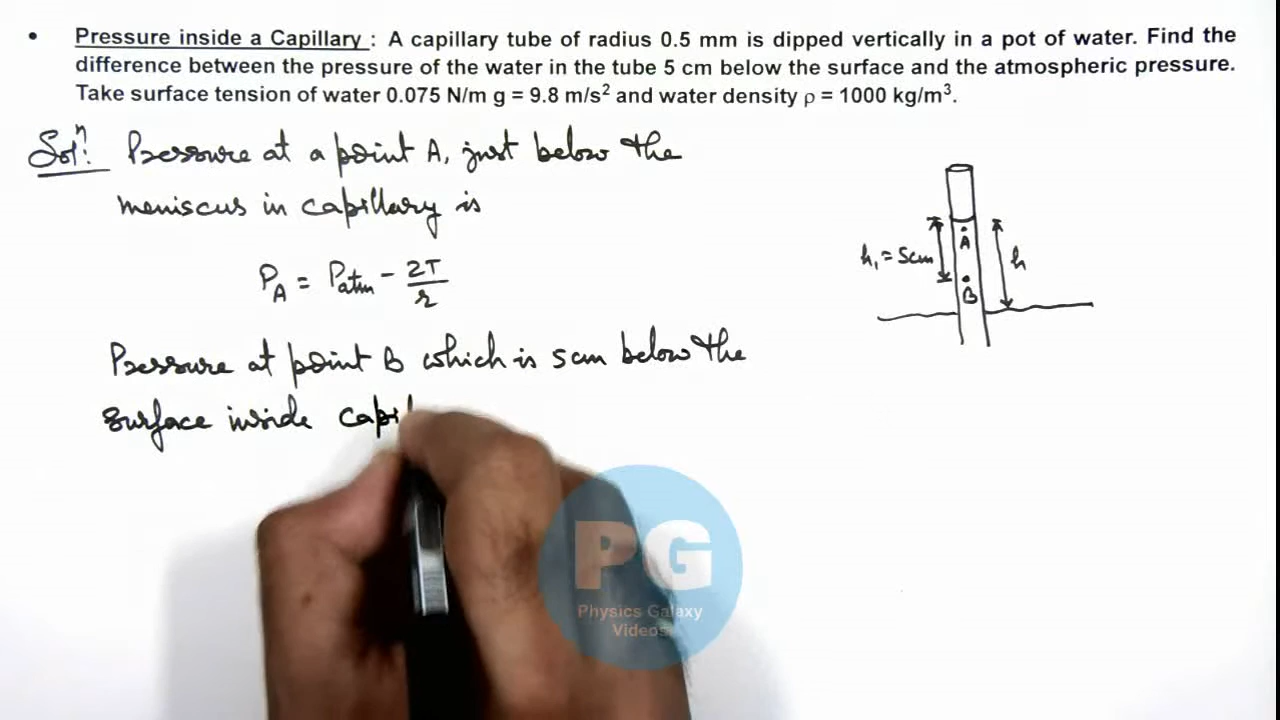 • Pressure inside a Capillary : A capillary tube of radius 0.5 mm is dipped vertically in a pot of water. Find the
difference between the pressure of the water in the tube 5 cm below the surface and the atmospheric pressure.
Take surface tension of water 0.075 N/m g = 9.8 m/s² and water density ρ = 1000 kg/m³.
Solⁿ: Pressure at a point A, just below the
meniscus in capillary is
P_A = P_atm - 2T/r
Pressure at point B which is 5cm below the
surface inside capil
h₁ = 5cm
A
B
h
PG
Physics Galaxy
Videos